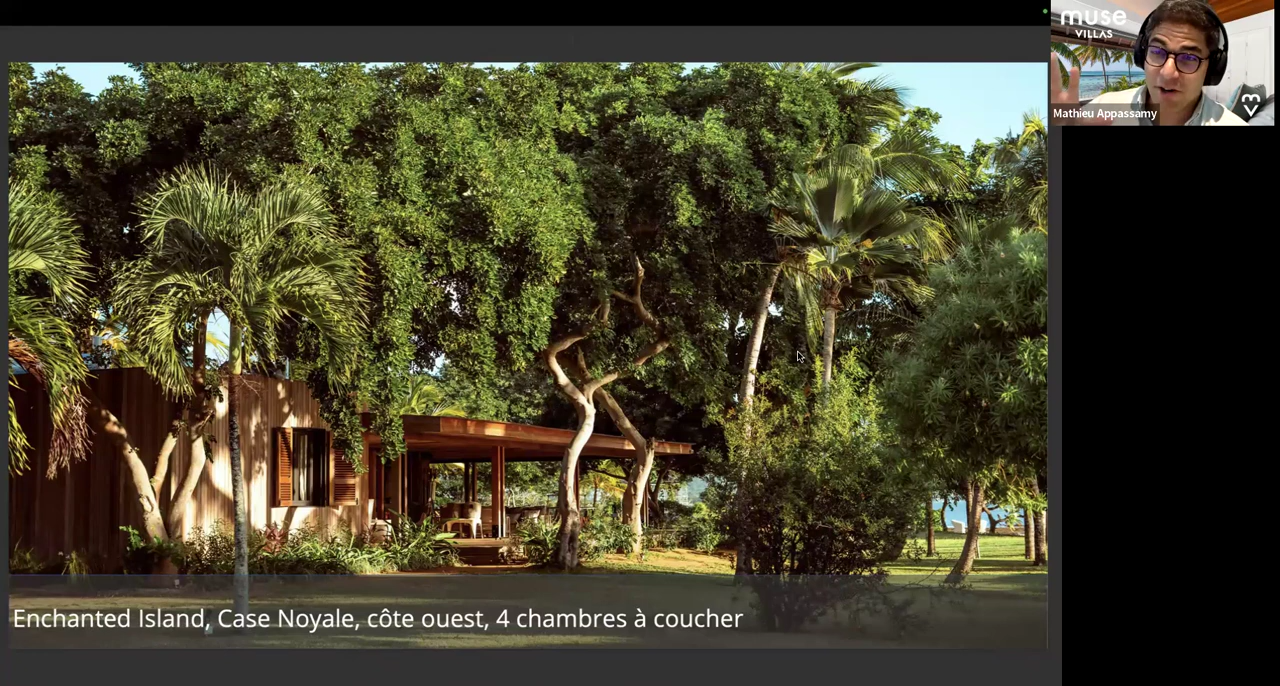 muse
VILLAS
Mathieu Appassamy
Enchanted Island, Case Noyale, côte ouest, 4 chambres à coucher